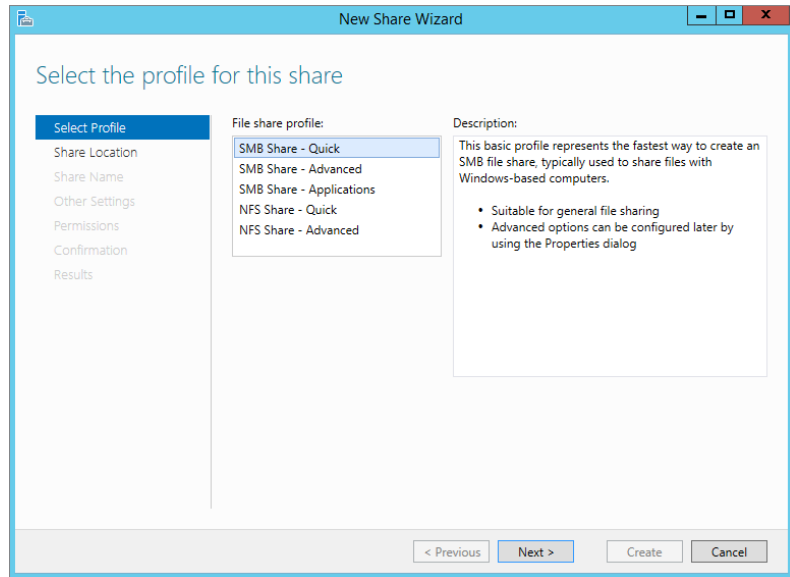 New Share Wizard
Select the profile for this share
Select Profile
Share Location
Share Name
Other Settings
Permissions
Confirmation
Results
File share profile:
SMB Share - Quick
SMB Share - Advanced
SMB Share - Applications
NFS Share - Quick
NFS Share - Advanced
Description:
This basic profile represents the fastest way to create an
SMB file share, typically used to share files with
Windows-based computers.
• Suitable for general file sharing
• Advanced options can be configured later by
using the Properties dialog
< Previous
Next >
Create
Cancel